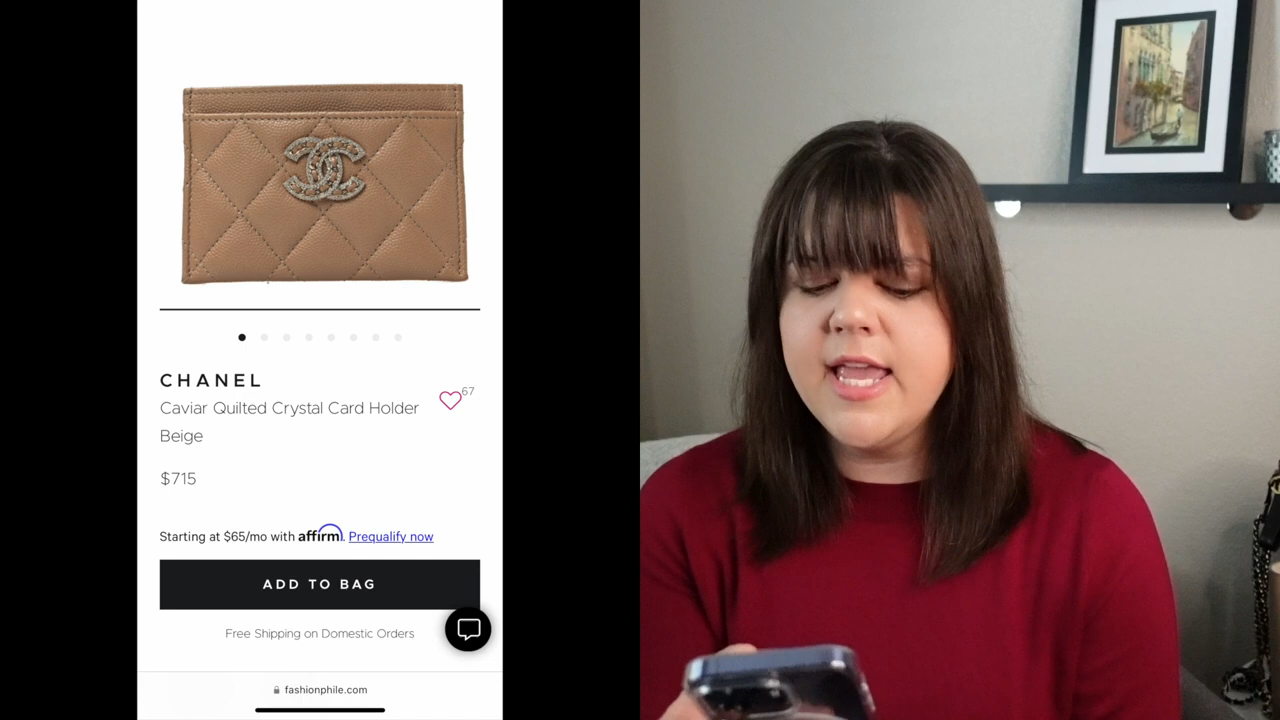 CHANEL
67
Caviar Quilted Crystal Card Holder
Beige
$715
Starting at $65/mo with affirm. Prequalify now
ADD TO BAG
Free Shipping on Domestic Orders
fashionphile.com